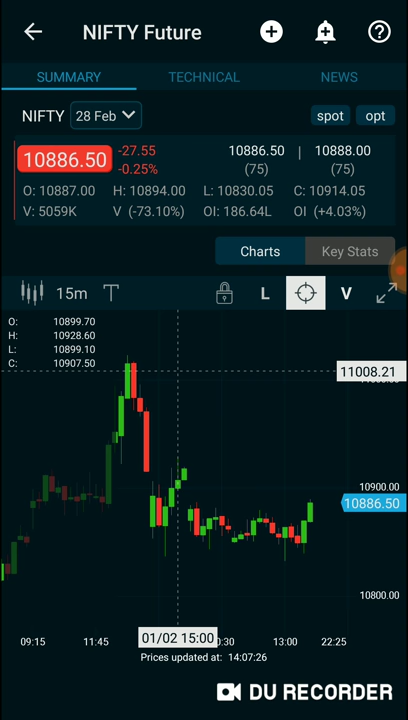 NIFTY Future
SUMMARY TECHNICAL NEWS
NIFTY 28 Feb spot opt
10886.50 -27.55 10886.50 | 10888.00
-0.25% (75) (75)
O: 10887.00 H: 10894.00 L: 10830.05 C: 10914.05
V: 5059K V (-73.10%) OI: 186.64L OI (+4.03%)
Charts Key Stats
15m T L V
O: 10899.70
H: 10928.60
L: 10899.10
C: 10907.50
11008.21
10900.00
10886.50
10800.00
09:15 11:45 01/02 15:00 0:30 13:00 22:25
Prices updated at: 14:07:26
DU RECORDER